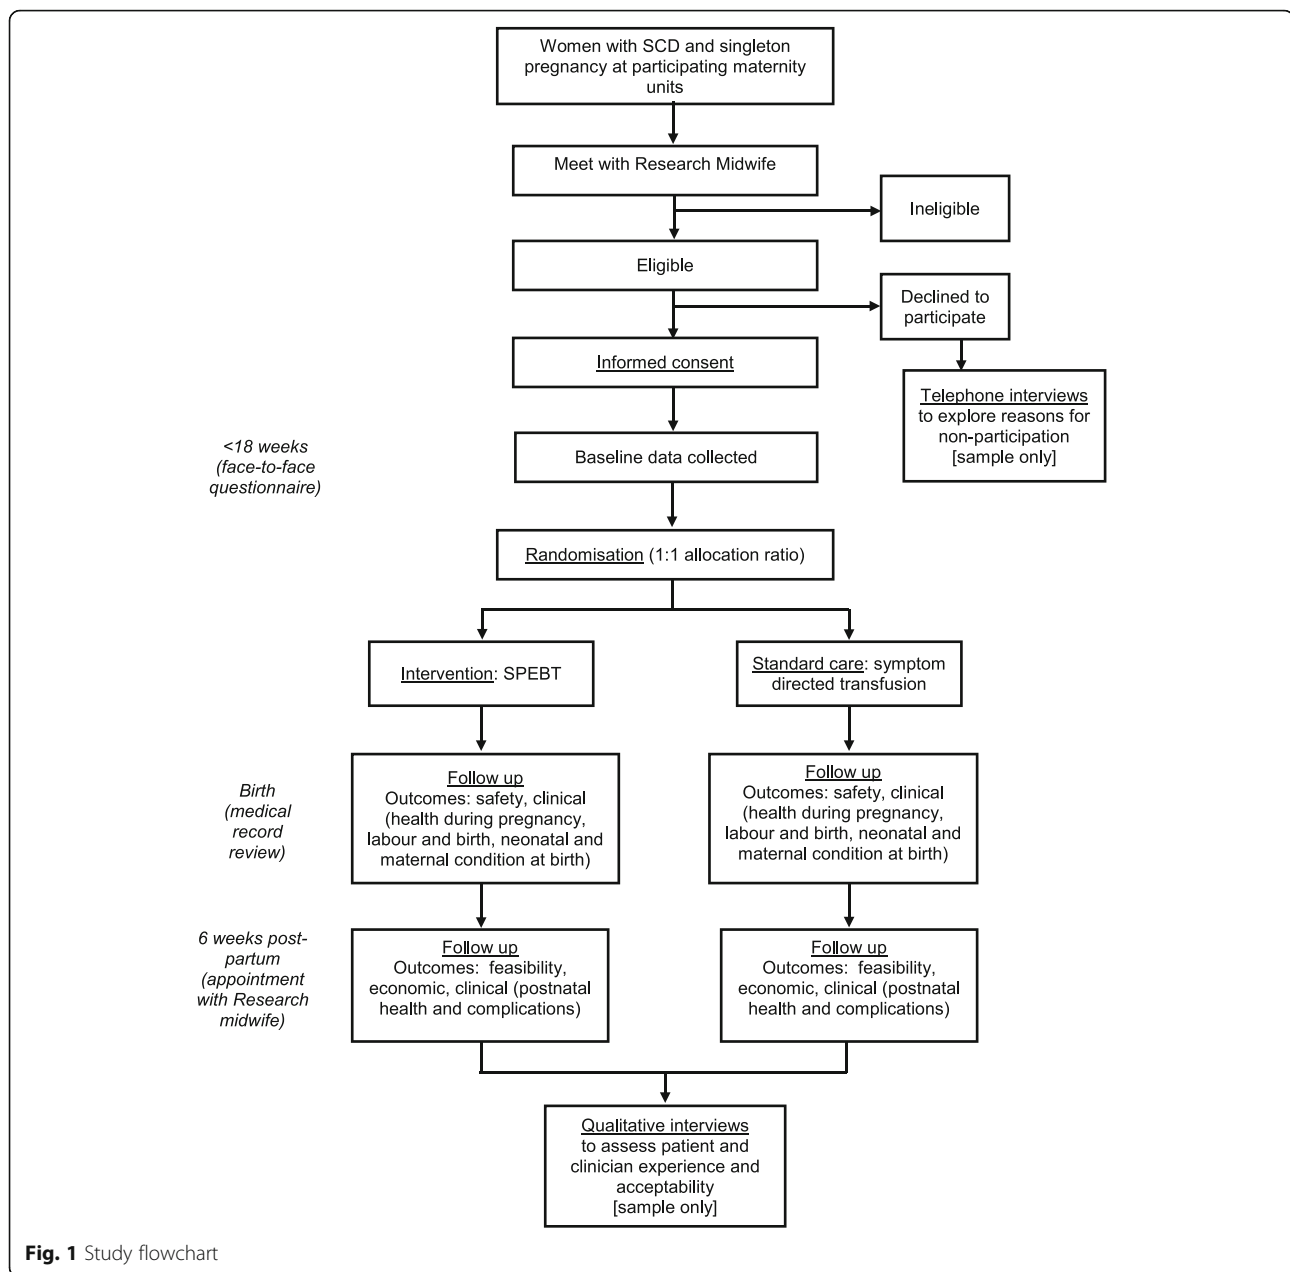 Women with SCD and singleton
pregnancy at participating maternity
units
Meet with Research Midwife
Ineligible
Eligible
Declined to
participate
Informed consent
Telephone interviews
to explore reasons for
non-participation
[sample only]
<18 weeks
(face-to-face
questionnaire)
Baseline data collected
Randomisation (1:1 allocation ratio)
Intervention: SPEBT
Standard care: symptom
directed transfusion
Birth
(medical
record
review)
Follow up
Outcomes: safety, clinical
(health during pregnancy,
labour and birth, neonatal and
maternal condition at birth)
Follow up
Outcomes: safety, clinical
(health during pregnancy,
labour and birth, neonatal and
maternal condition at birth)
6 weeks post-
partum
(appointment
with Research
midwife)
Follow up
Outcomes: feasibility,
economic, clinical (postnatal
health and complications)
Follow up
Outcomes: feasibility,
economic, clinical (postnatal
health and complications)
Qualitative interviews
to assess patient and
clinician experience and
acceptability
[sample only]
Fig. 1 Study flowchart